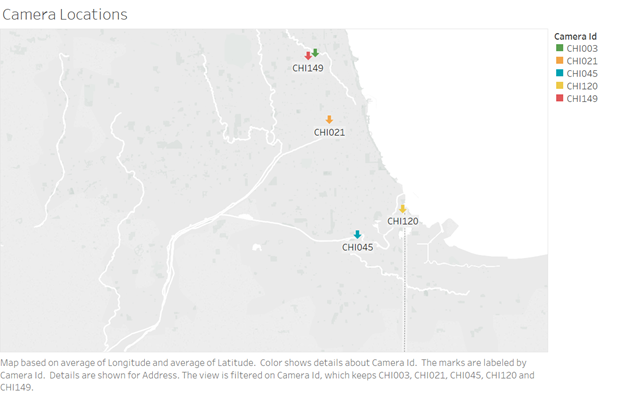 Camera Locations
Camera Id
CHI003
CHI021
CHI045
CHI120
CHI149
CHI149
CHI021
CHI120
CHI045
Map based on average of Longitude and average of Latitude.  Color shows details about Camera Id.  The marks are labeled by
Camera Id.  Details are shown for Address. The view is filtered on Camera Id, which keeps CHI003, CHI021, CHI045, CHI120 and
CHI149.